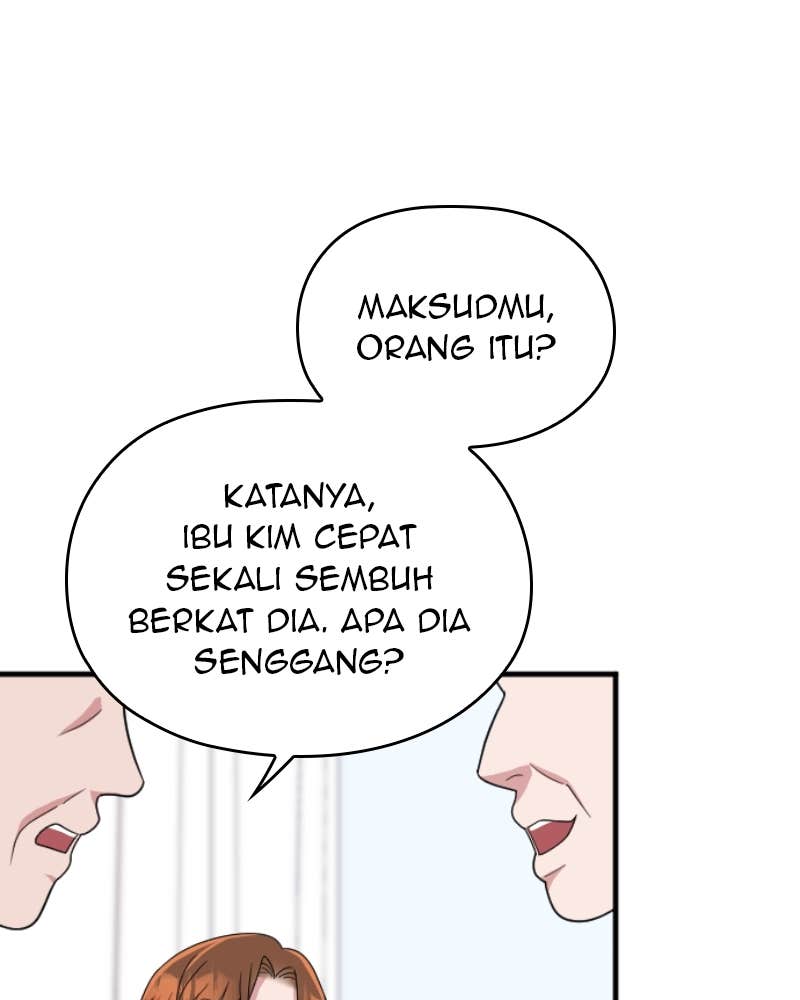 MAKSUDMU,
ORANG ITU?
KATANYA,
IBU KIM CEPAT
SEKALI SEMBUH
BERKAT DIA. APA DIA
SENGGANG?